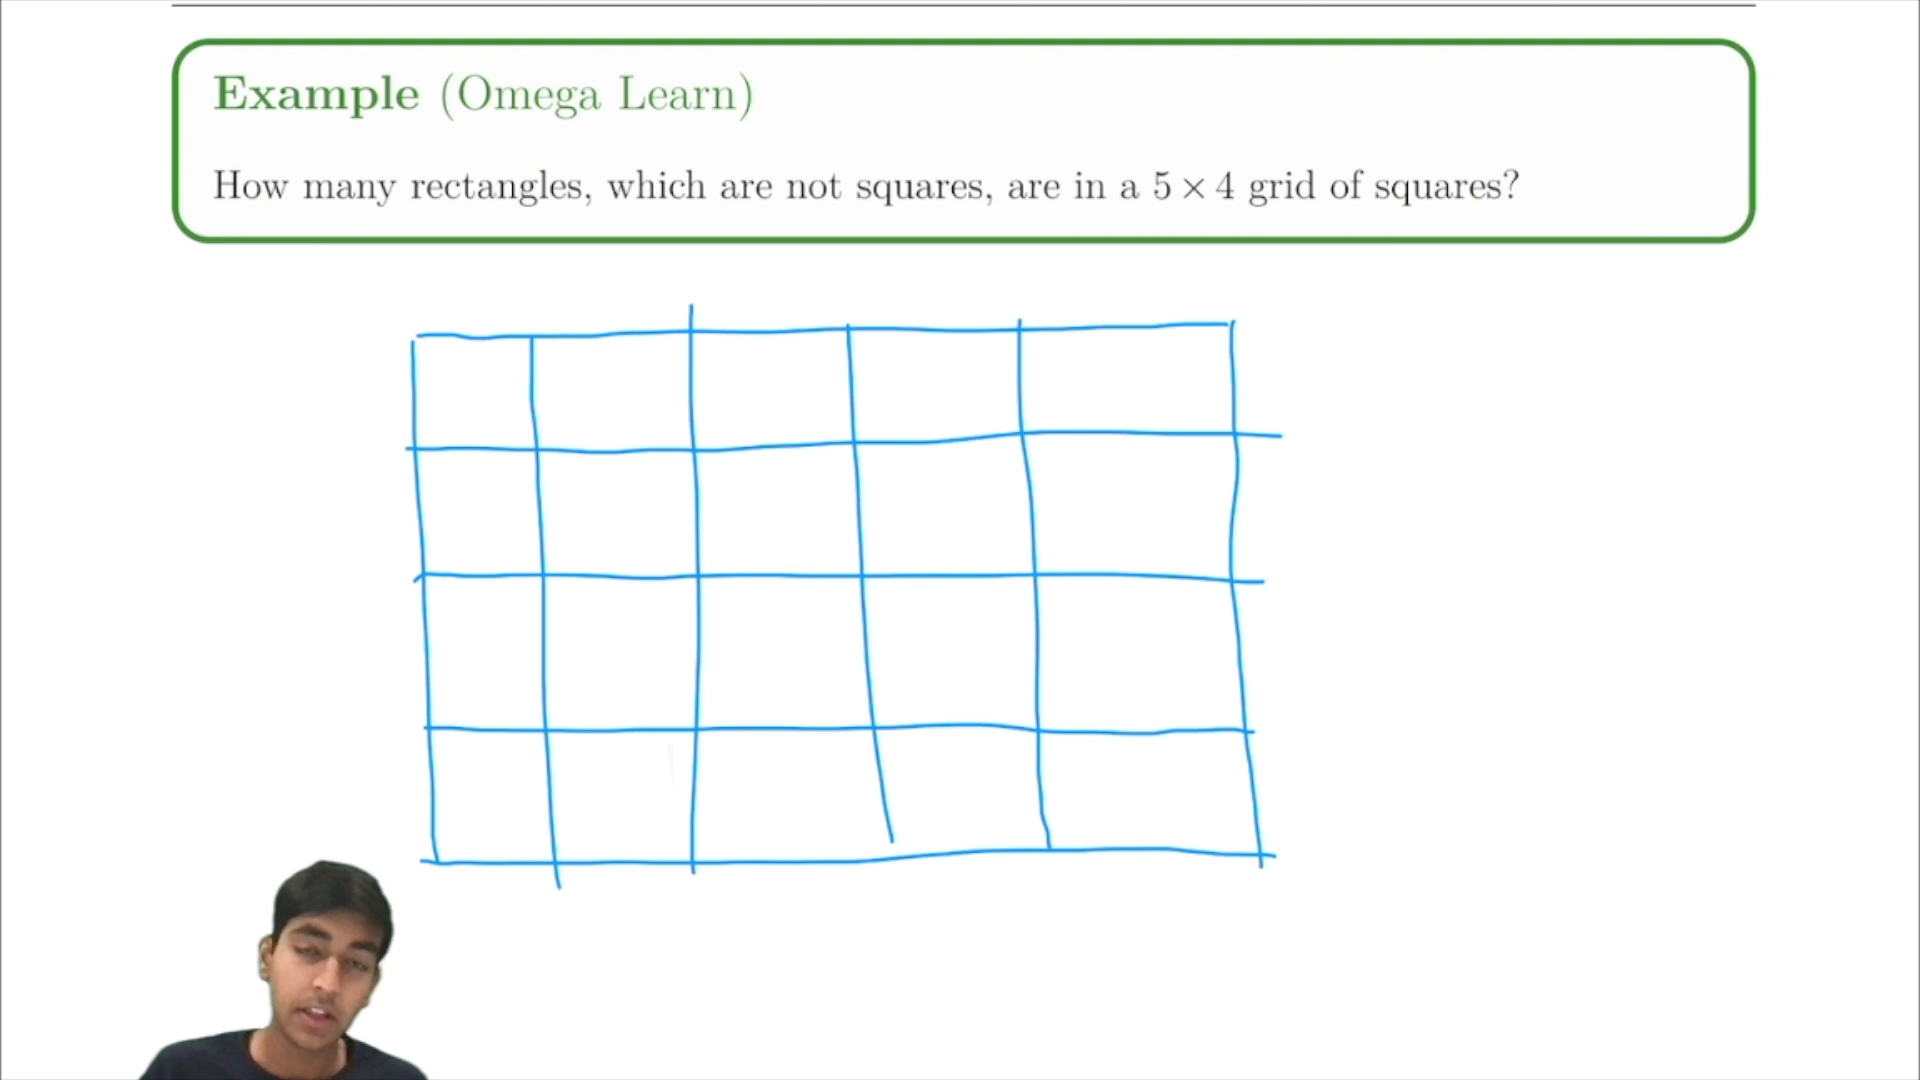 Example (Omega Learn)
How many rectangles, which are not squares, are in a 5 × 4 grid of squares?